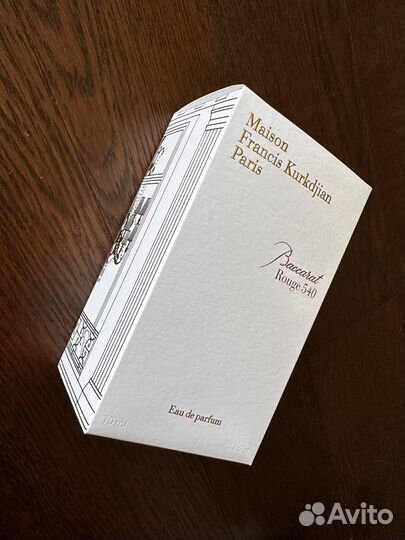 Maison
Francis Kurkdjian
Paris
Baccarat
Rouge 540
Eau de parfum
70 ml
Avito